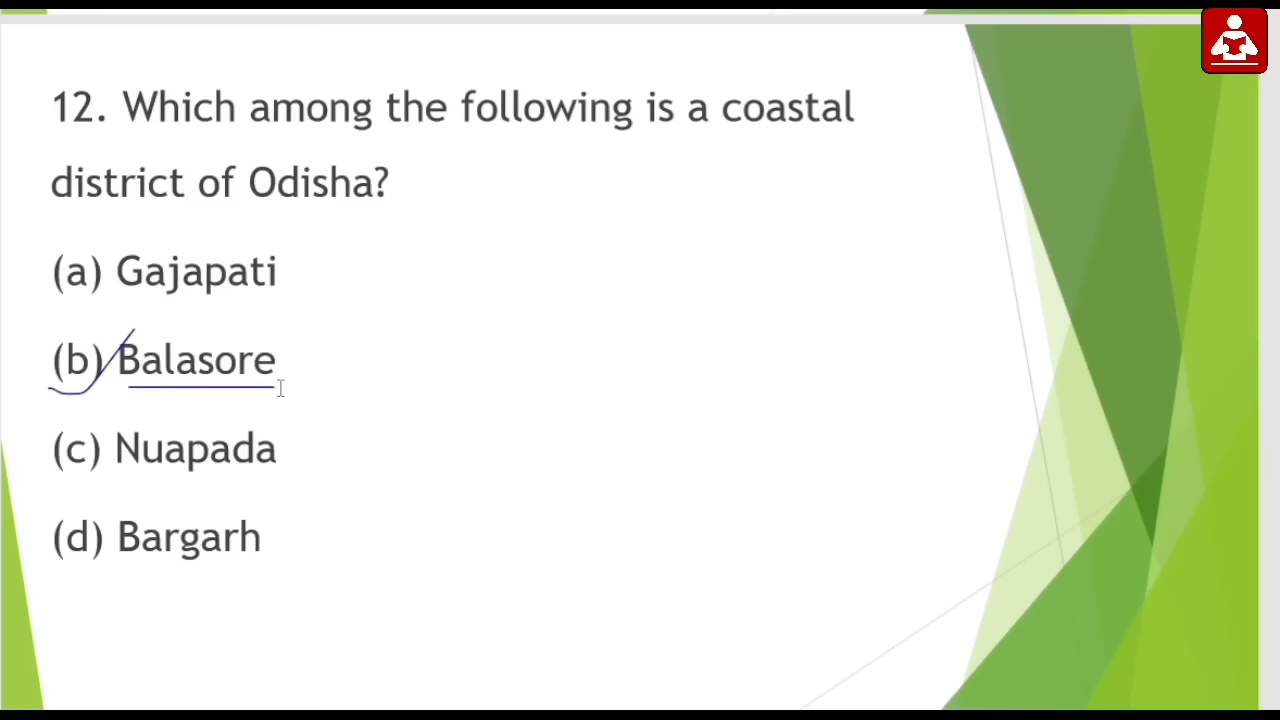 12. Which among the following is a coastal
district of Odisha?
(a) Gajapati
(b) Balasore
(c) Nuapada
(d) Bargarh